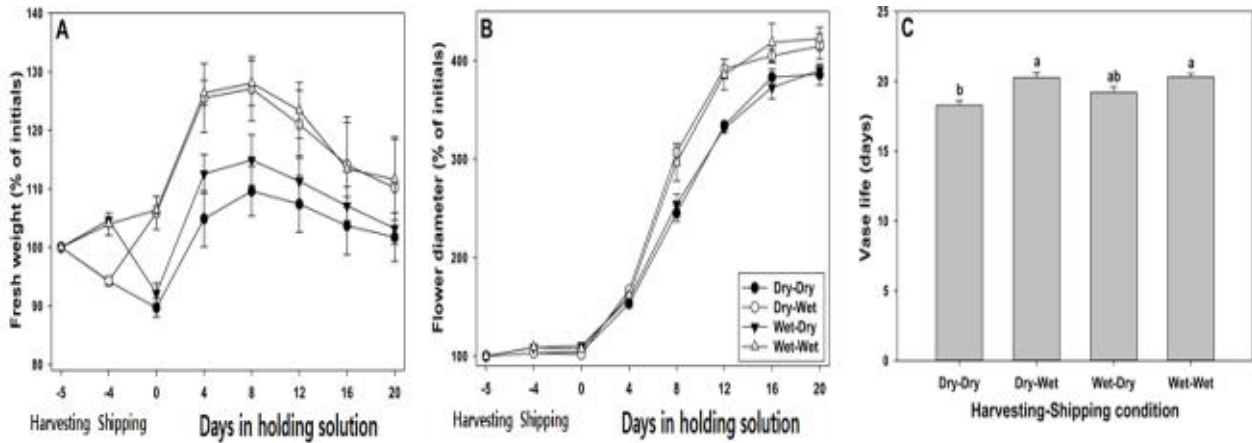 A
Fresh weight (% of initials)
140
130
120
110
100
90
80
-5 -4 0 4 8 12 16 20
Harvesting Shipping Days in holding solution
B
Flower diameter (% of initials)
400
300
200
100
Dry-Dry
Dry-Wet
Wet-Dry
Wet-Wet
-5 -4 0 4 8 12 16 20
Harvesting Shipping Days in holding solution
C
Vase life (days)
25
20
15
10
5
0
b a ab a
Dry-Dry Dry-Wet Wet-Dry Wet-Wet
Harvesting-Shipping condition